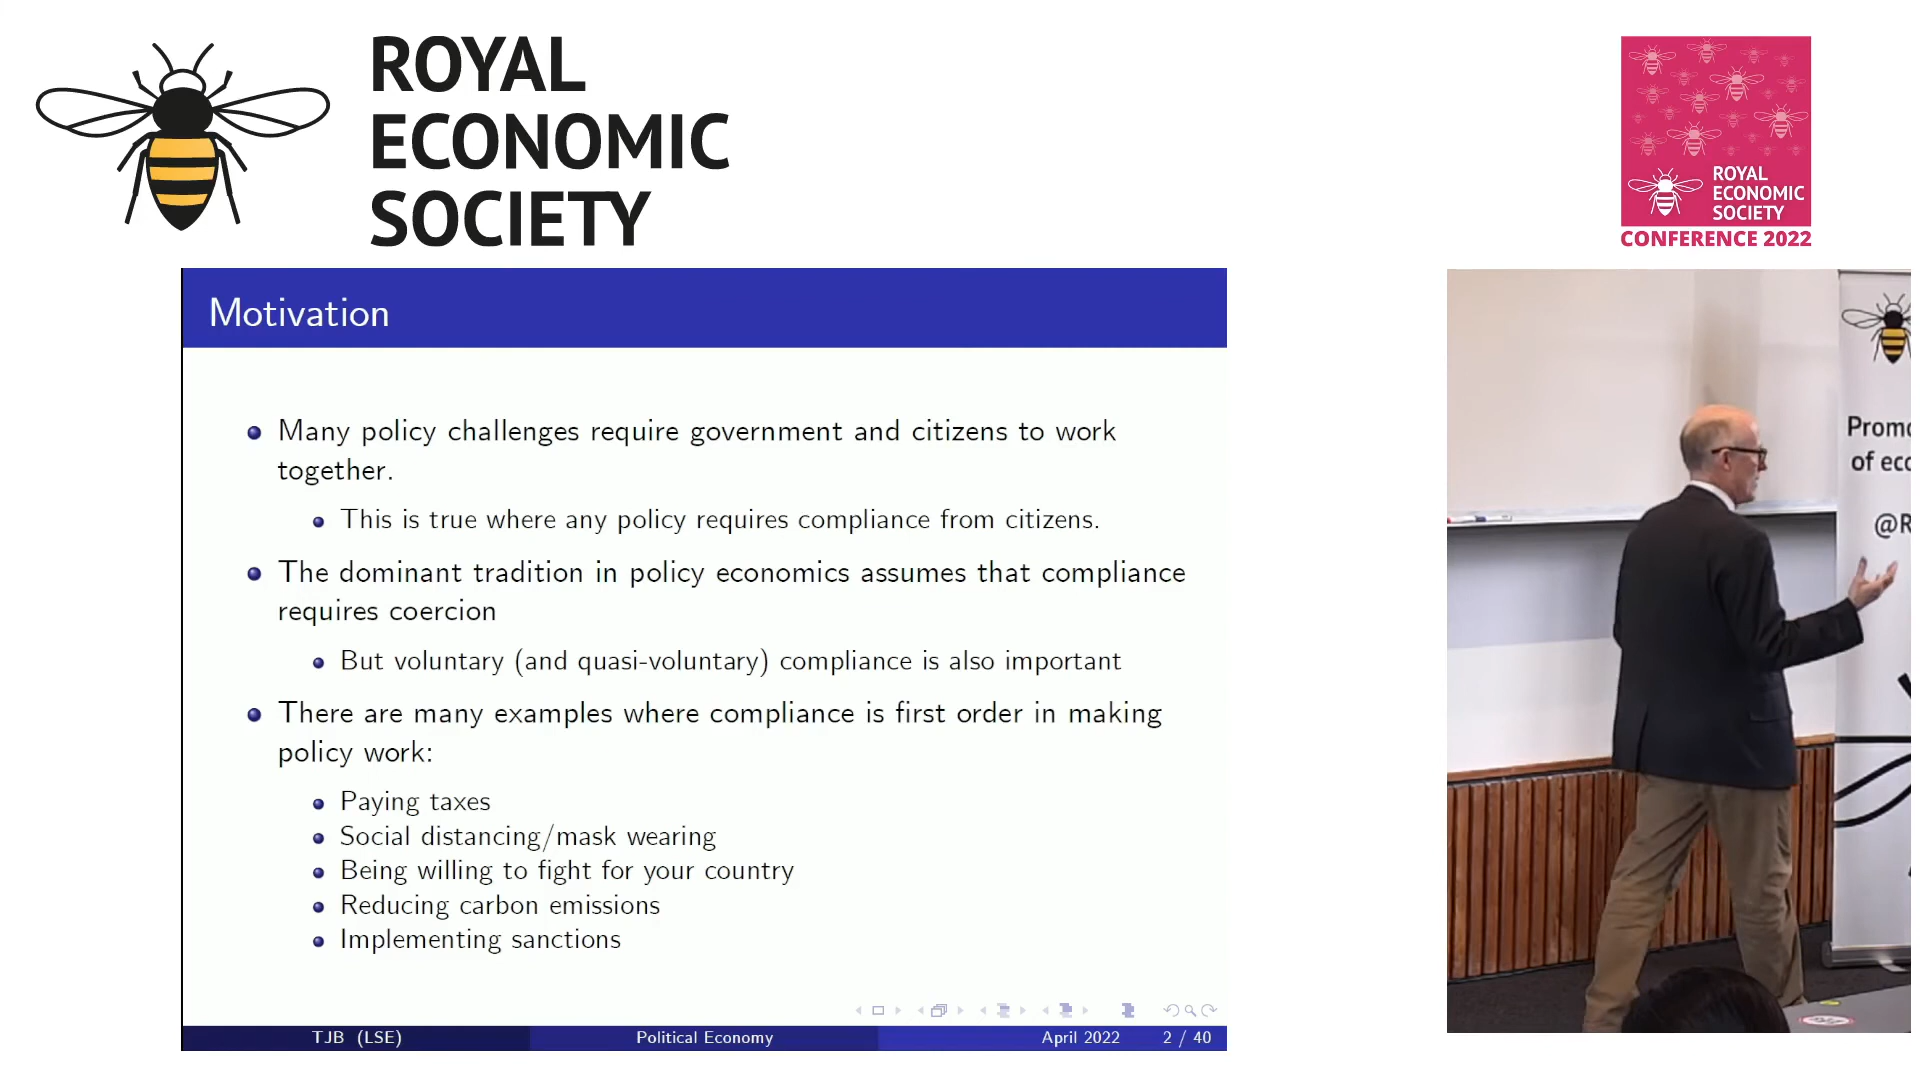 ROYAL
ECONOMIC
SOCIETY
ROYAL
ECONOMIC
SOCIETY
CONFERENCE 2022
Motivation
Many policy challenges require government and citizens to work
together.
This is true where any policy requires compliance from citizens.
The dominant tradition in policy economics assumes that compliance
requires coercion
But voluntary (and quasi-voluntary) compliance is also important
There are many examples where compliance is first order in making
policy work:
Paying taxes
Social distancing/mask wearing
Being willing to fight for your country
Reducing carbon emissions
Implementing sanctions
TJB (LSE)
Political Economy
April 2022
2 / 40
Promo
of ecc
@R